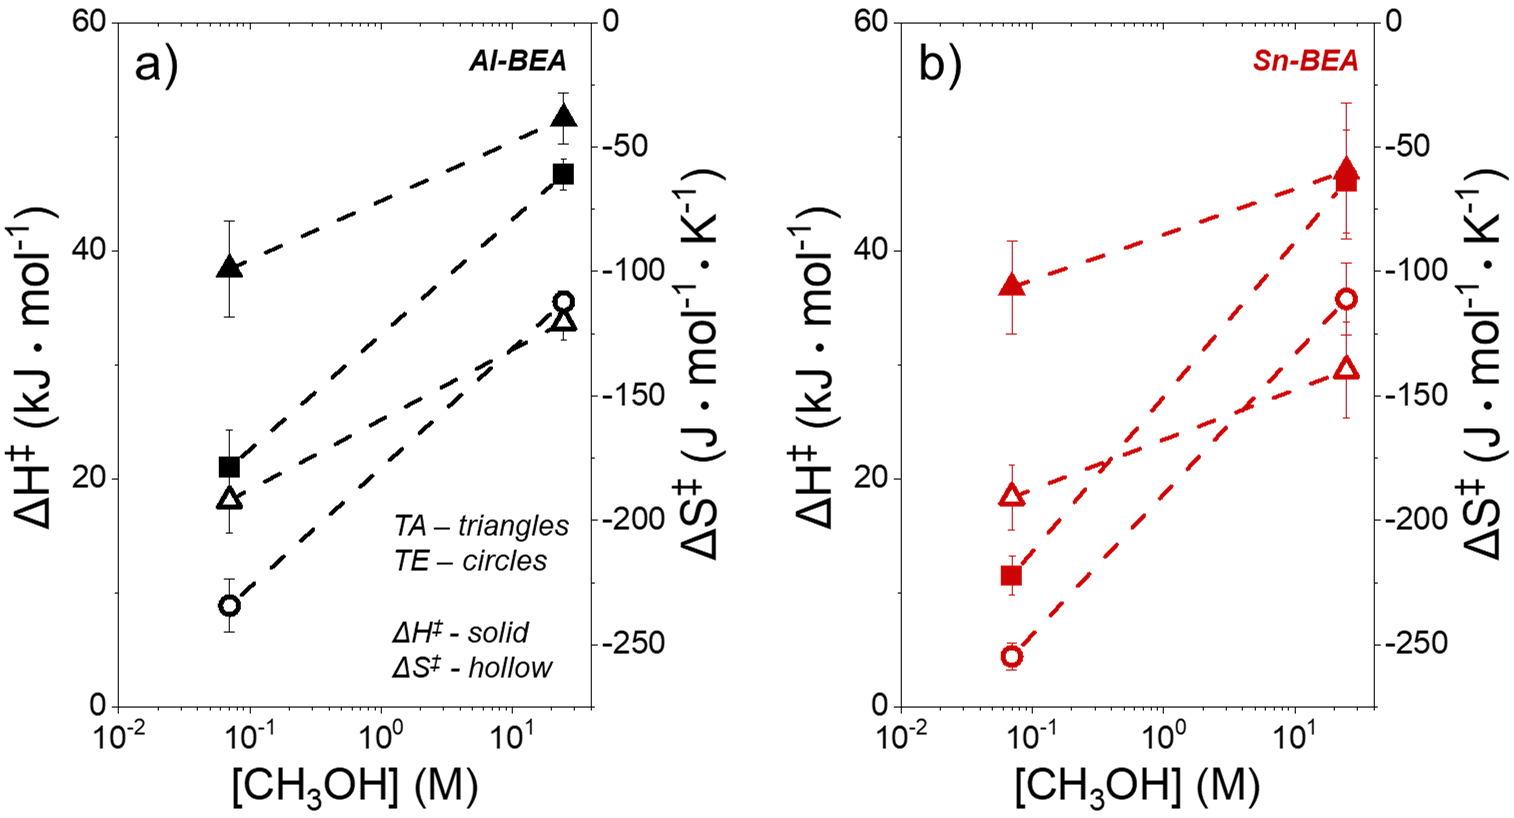 a)
Al-BEA
60
40
20
0
ΔH‡ (kJ · mol-1)
0
-50
-100
-150
-200
-250
ΔS‡ (J · mol-1 · K-1)
TA – triangles
TE – circles
ΔH‡ - solid
ΔS‡ - hollow
10-2
10-1
100
101
[CH3OH] (M)
b)
Sn-BEA
60
40
20
0
ΔH‡ (kJ · mol-1)
0
-50
-100
-150
-200
-250
ΔS‡ (J · mol-1 · K-1)
10-2
10-1
100
101
[CH3OH] (M)